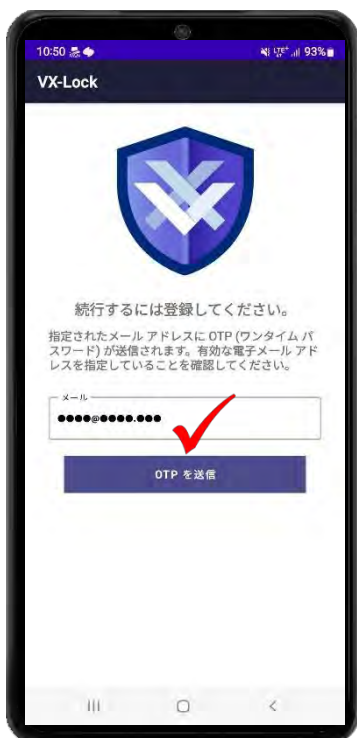 10:50 93%
VX-Lock
続行するには登録してください。
指定されたメール アドレスに OTP (ワンタイム パ
スワード) が送信されます。有効な電子メール アド
レスを指定していることを確認してください。
メール
●●●●@●●●●.●●●
OTP を送信